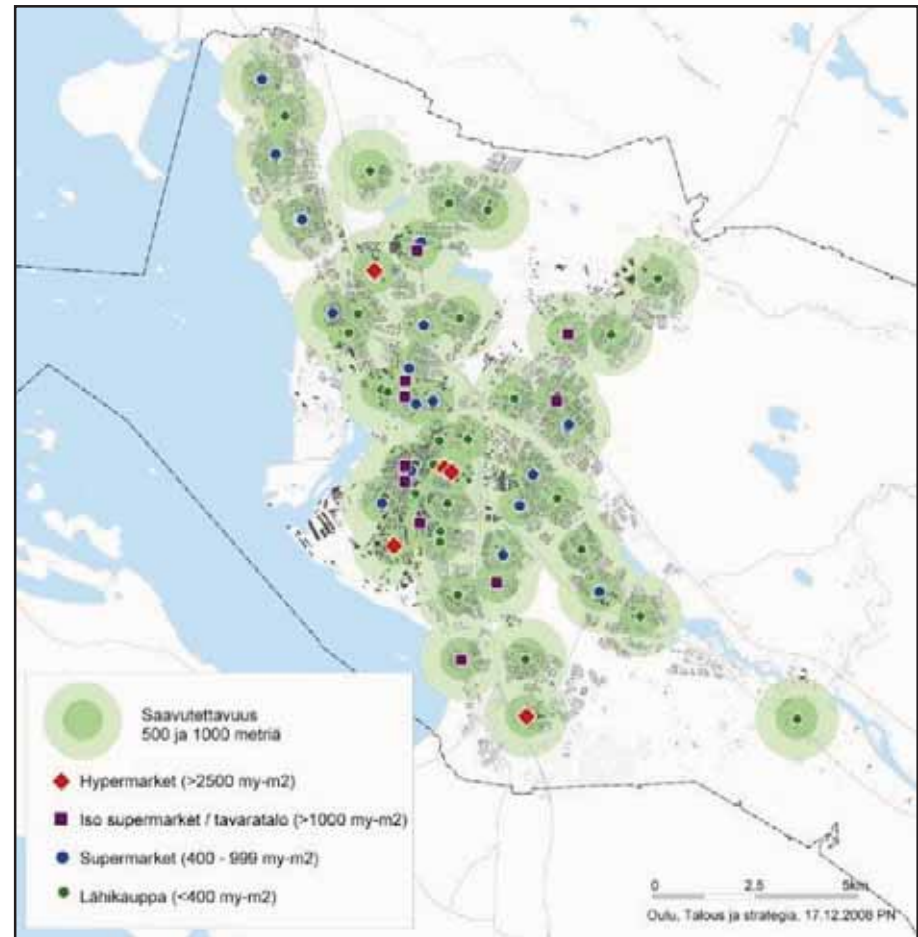 Saavutettavuus
500 ja 1000 metriä
Hypermarket (>2500 my-m2)
Iso supermarket / tavaratalo (>1000 my-m2)
Supermarket (400 - 999 my-m2)
Lähikauppa (<400 my-m2)
0 2.5 5km
Oulu, Talous ja strategia, 17.12.2008 PN